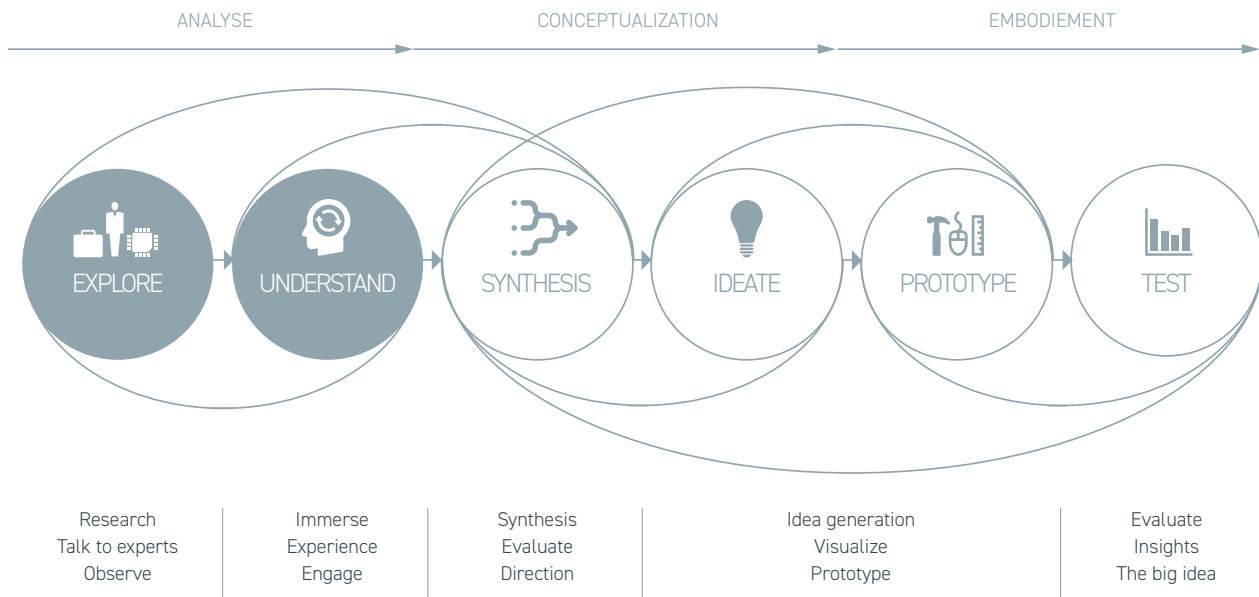 ANALYSE
CONCEPTUALIZATION
EMBODIEMENT
EXPLORE
UNDERSTAND
SYNTHESIS
IDEATE
PROTOTYPE
TEST
Research
Talk to experts
Observe
Immerse
Experience
Engage
Synthesis
Evaluate
Direction
Idea generation
Visualize
Prototype
Evaluate
Insights
The big idea